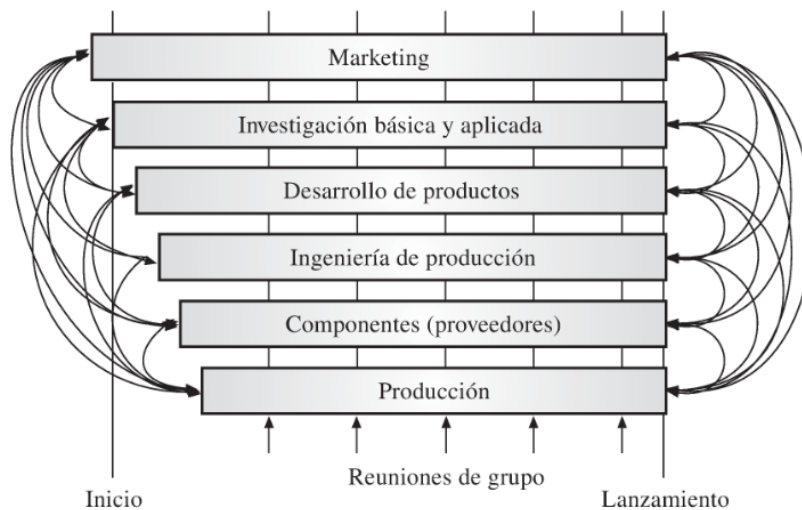 Marketing
Investigación básica y aplicada
Desarrollo de productos
Ingeniería de producción
Componentes (proveedores)
Producción
Reuniones de grupo
Inicio
Lanzamiento